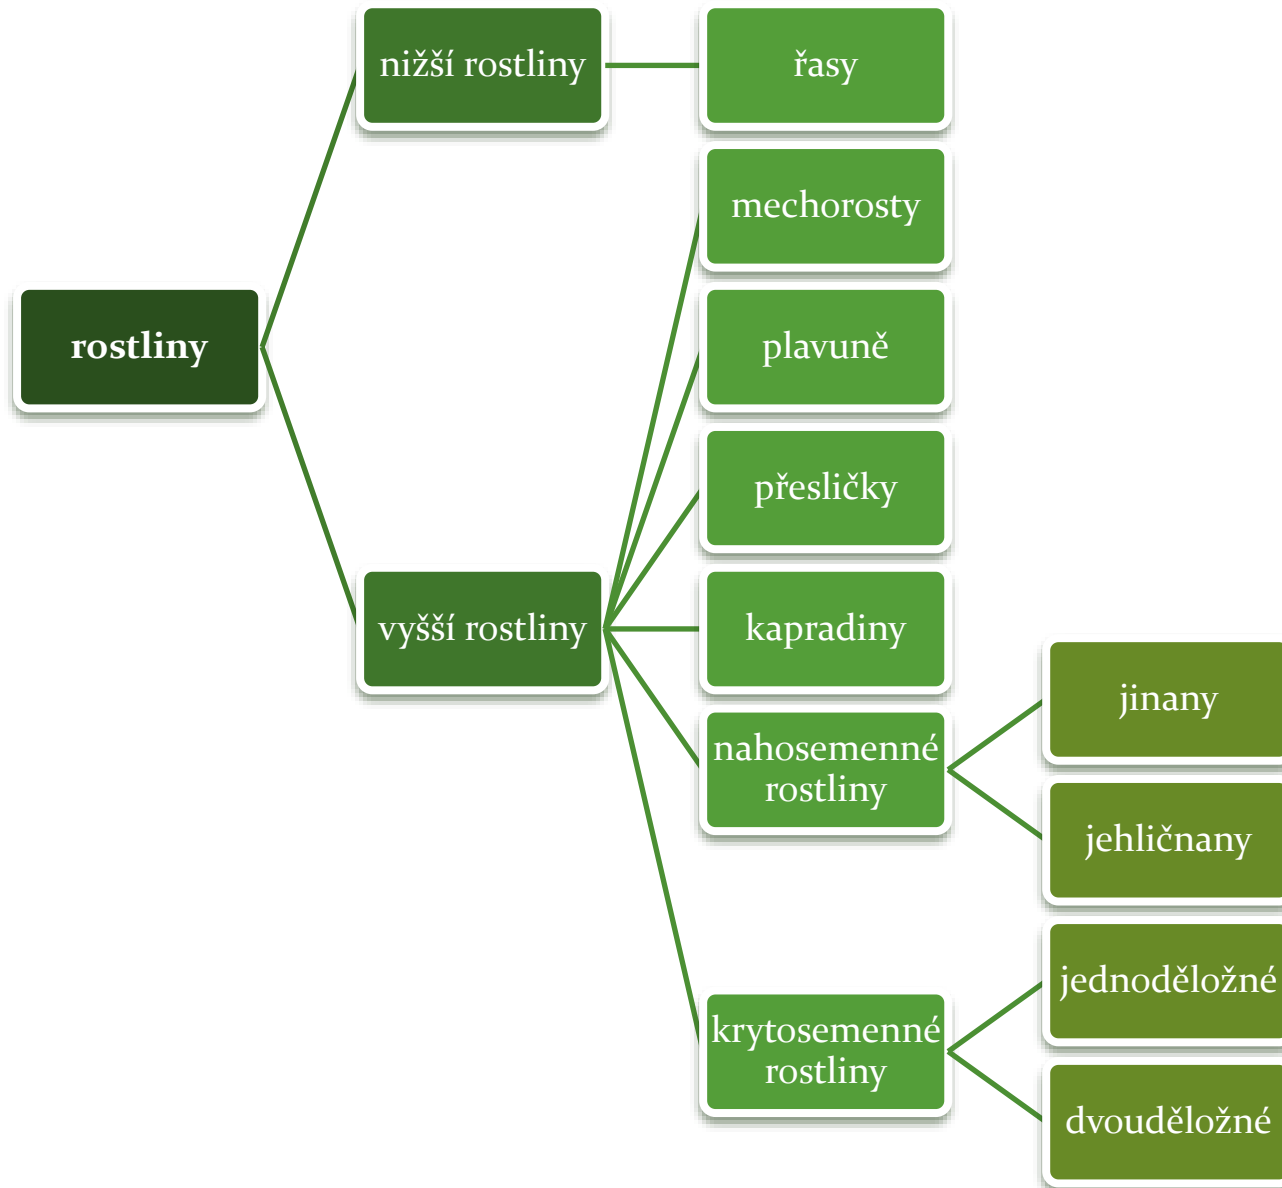 nižší rostliny
řasy
mechorosty
rostliny
plavuně
přesličky
vyšší rostliny
kapradiny
nahosemenné
rostliny
jinany
jehličnany
krytosemenné
rostliny
jednoděložné
dvouděložné